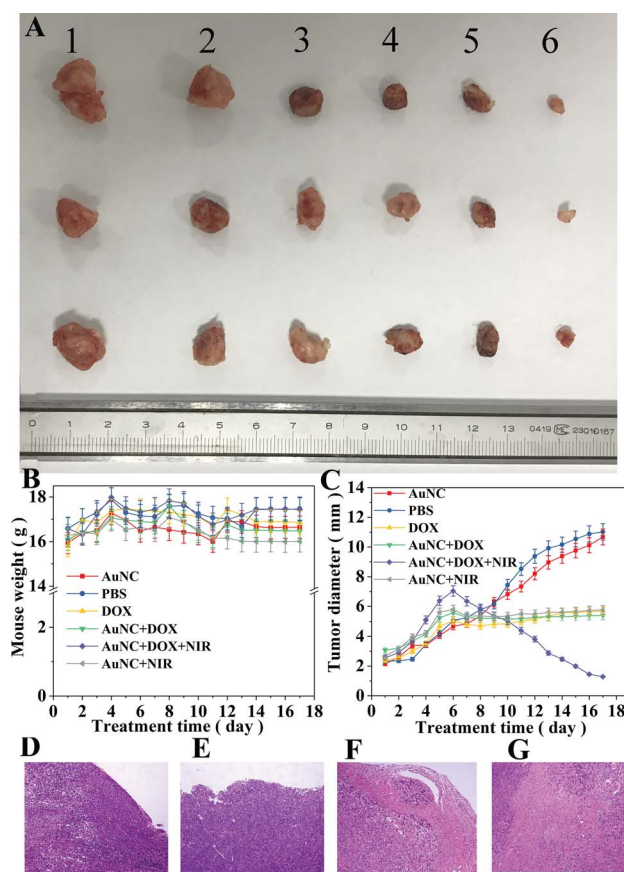 A
1 2 3 4 5 6
0 1 2 3 4 5 6 7 8 9 10 11 12 13 0419 MC 23010167
B
18
16
14
2
0
Mouse weight ( g )
AuNC
PBS
DOX
AuNC+DOX
AuNC+DOX+NIR
AuNC+NIR
0 2 4 6 8 10 12 14 16 18
Treatment time ( day )
C
14
12
10
8
6
4
2
0
Tumor diameter ( mm )
AuNC
PBS
DOX
AuNC+DOX
AuNC+DOX+NIR
AuNC+NIR
0 2 4 6 8 10 12 14 16 18
Treatment time ( day )
D E F G